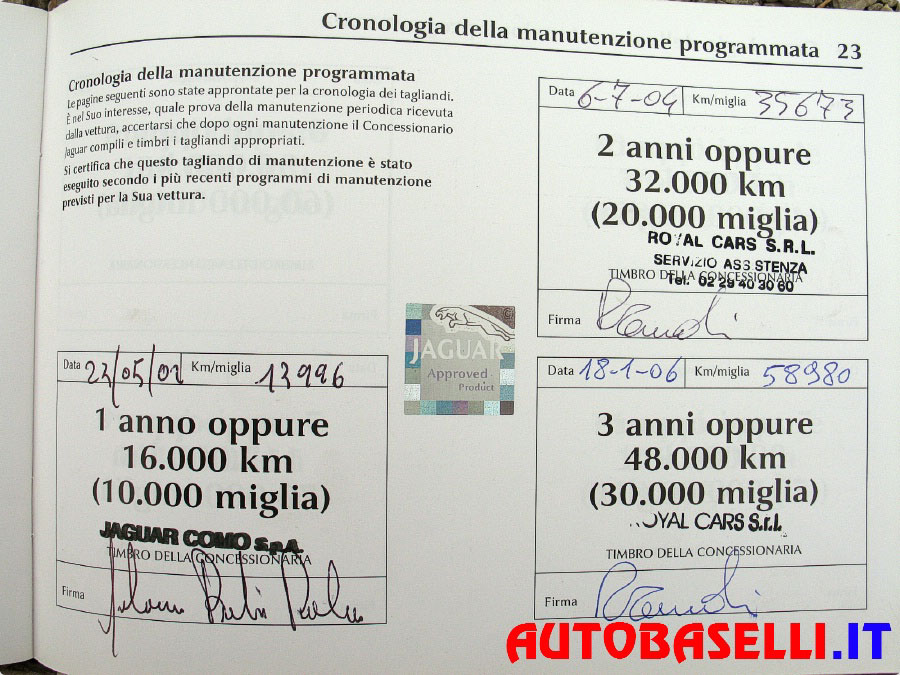 Cronologia della manutenzione programmata 23
Cronologia della manutenzione programmata
Le pagine seguenti sono state approntate per la cronologia dei tagliandi.
È nel Suo interesse, quale prova della manutenzione periodica ricevuta
dalla vettura, accertarsi che dopo ogni manutenzione il Concessionario
Jaguar compili e timbri i tagliandi appropriati.
Si certifica che questo tagliando di manutenzione è stato
eseguito secondo i più recenti programmi di manutenzione
previsti per la Sua vettura.
Data 23/05/02 Km/miglia 13996
1 anno oppure
16.000 km
(10.000 miglia)
JAGUAR COMO S.p.A.
TIMBRO DELLA CONCESSIONARIA
Firma
JAGUAR
Approved
Product
Data 6-7-04 Km/miglia 35673
2 anni oppure
32.000 km
(20.000 miglia)
ROYAL CARS S.R.L.
SERVIZIO ASSISTENZA
TIMBRO DELLA CONCESSIONARIA
Tel. 02 29 40 30 60
Firma
Data 18-1-06 Km/miglia 58980
3 anni oppure
48.000 km
(30.000 miglia)
OYAL CARS S.r.l.
TIMBRO DELLA CONCESSIONARIA
Firma
AUTOBASELLI.IT